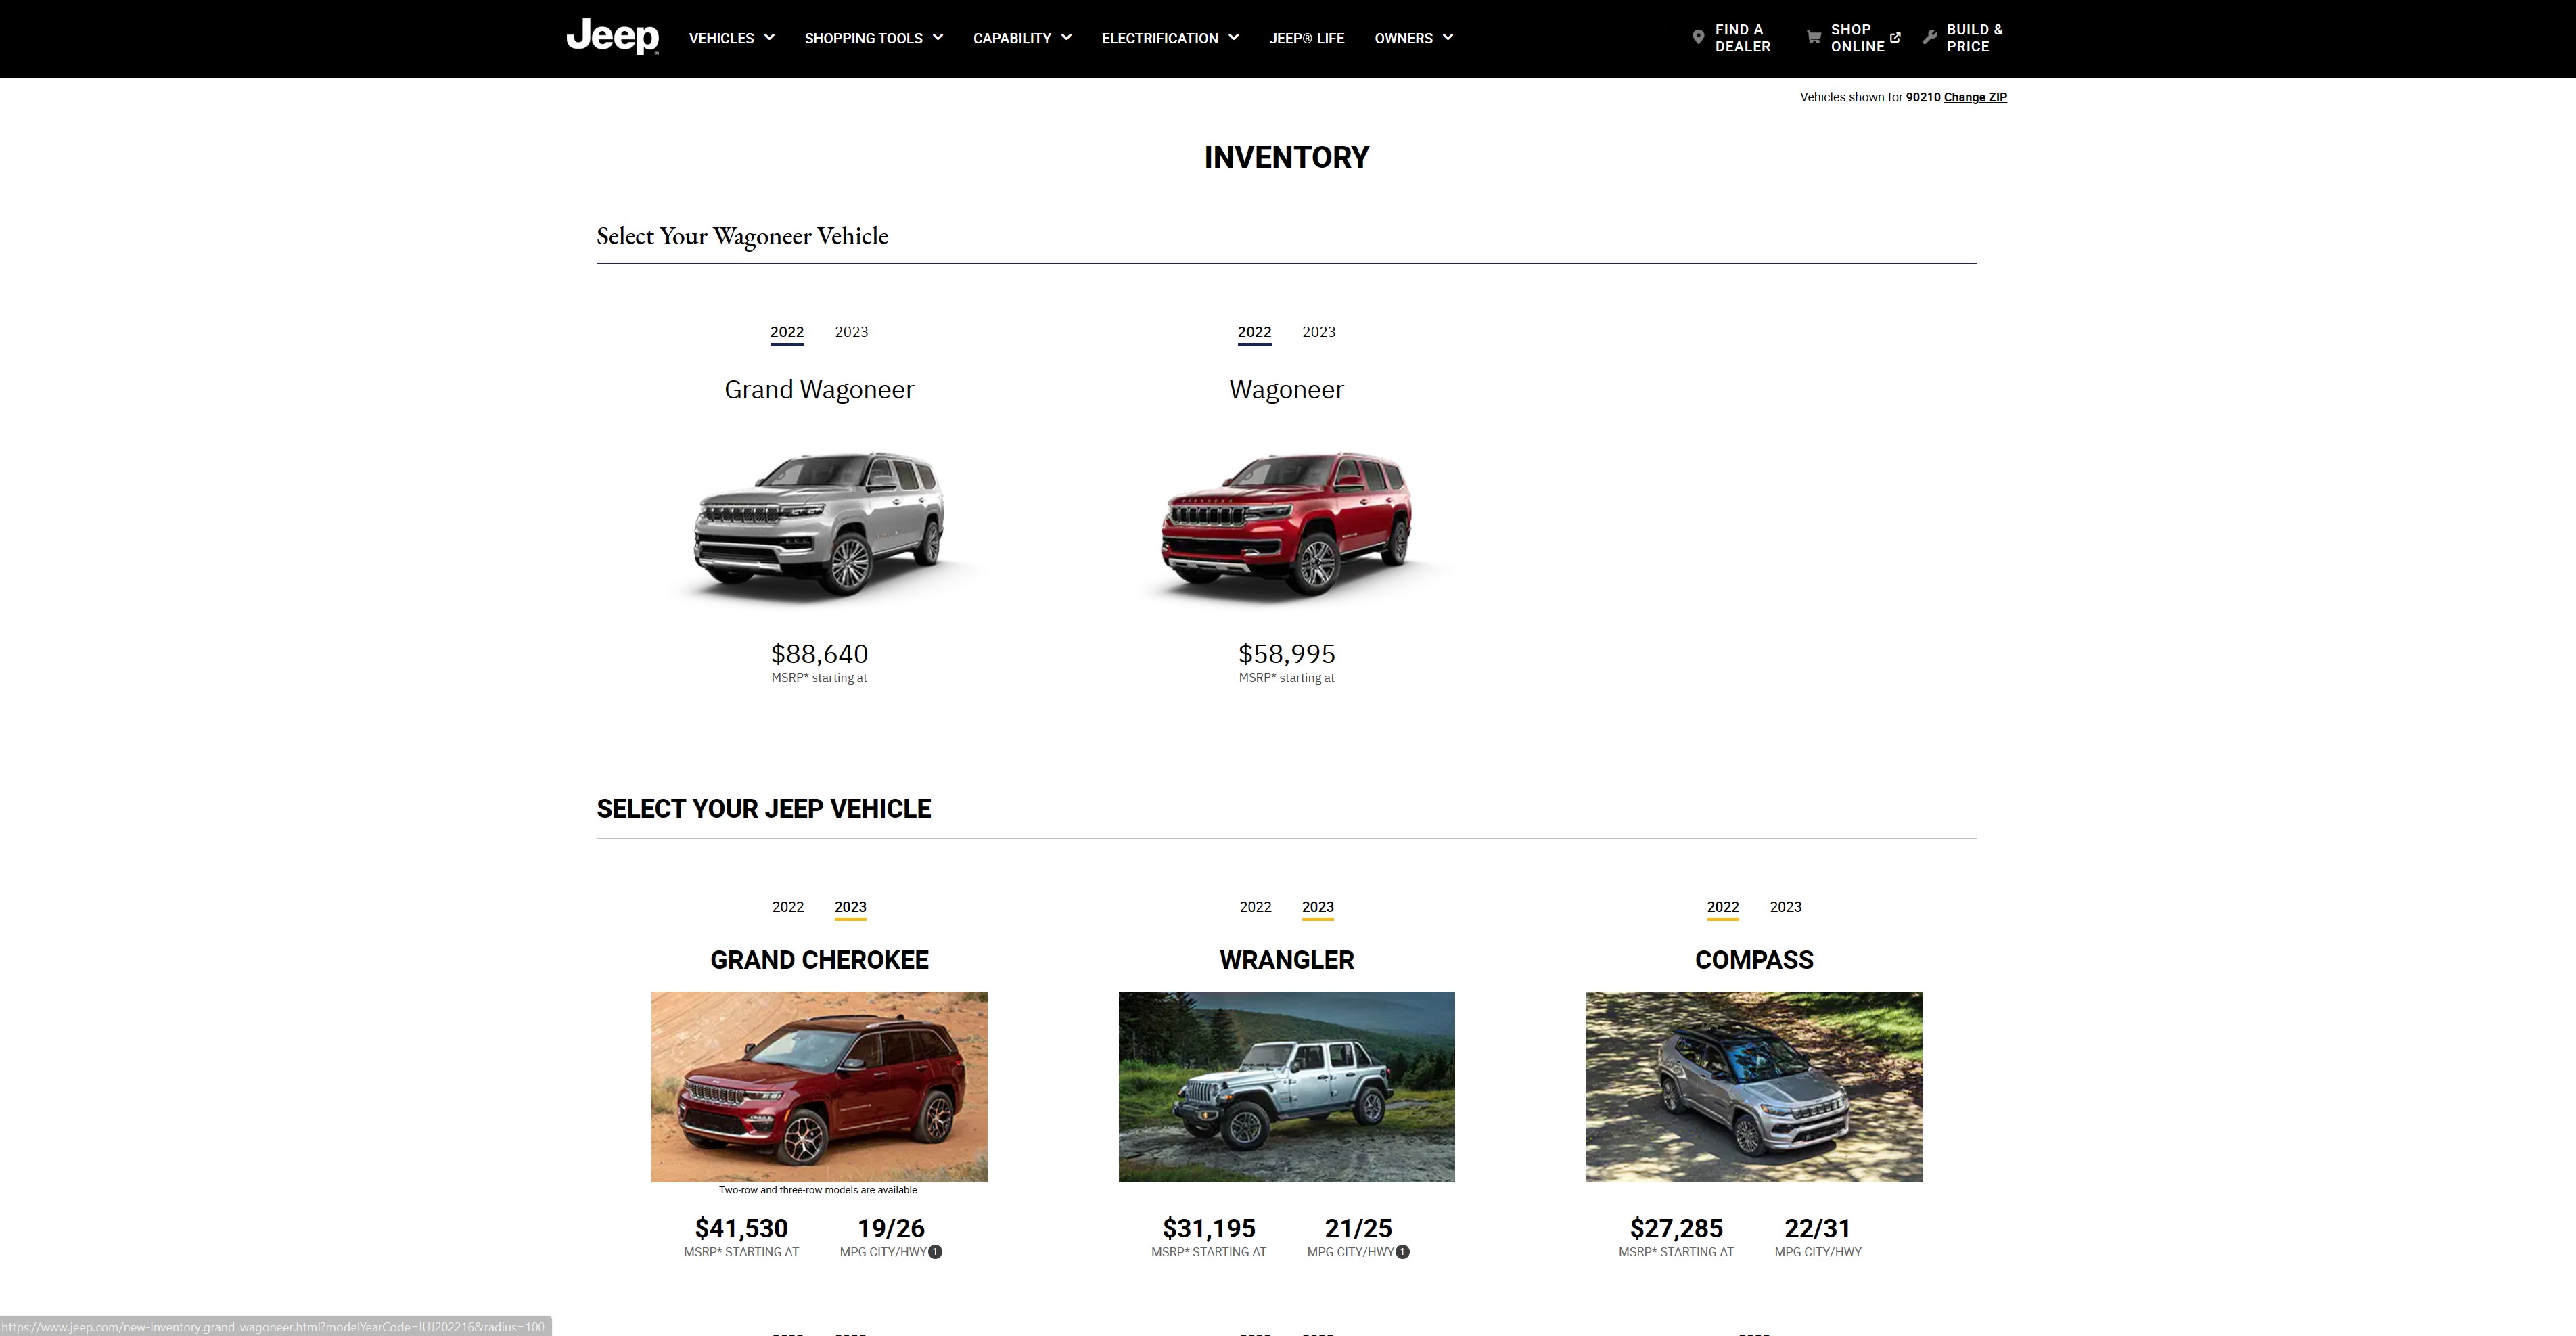 Jeep
VEHICLES
SHOPPING TOOLS
CAPABILITY
ELECTRIFICATION
JEEP® LIFE
OWNERS
FIND A
DEALER
SHOP
ONLINE
BUILD &
PRICE
Vehicles shown for 90210 Change ZIP
INVENTORY
Select Your Wagoneer Vehicle
2022 2023
Grand Wagoneer
$88,640
MSRP* starting at
2022 2023
Wagoneer
$58,995
MSRP* starting at
SELECT YOUR JEEP VEHICLE
2022 2023
GRAND CHEROKEE
Two-row and three-row models are available.
$41,530
MSRP* STARTING AT
19/26
MPG CITY/HWY 1
2022 2023
WRANGLER
$31,195
MSRP* STARTING AT
21/25
MPG CITY/HWY 1
2022 2023
COMPASS
$27,285
MSRP* STARTING AT
22/31
MPG CITY/HWY
https://www.jeep.com/new-inventory.grand_wagoneer.html?modelYearCode=IUJ202216&radius=100